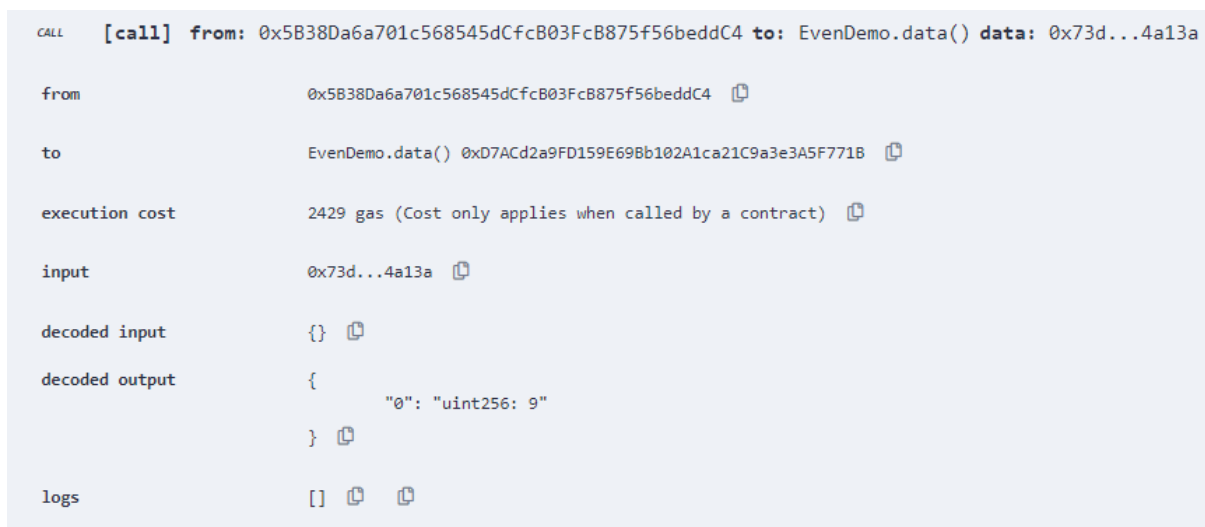 CALL [call] from: 0x5B38Da6a701c568545dCfcB03FcB875f56beddC4 to: EvenDemo.data() data: 0x73d...4a13a
from 0x5B38Da6a701c568545dCfcB03FcB875f56beddC4
to EvenDemo.data() 0xD7ACd2a9FD159E69Bb102A1ca21C9a3e3A5F771B
execution cost 2429 gas (Cost only applies when called by a contract)
input 0x73d...4a13a
decoded input {}
decoded output {
"0": "uint256: 9"
}
logs []